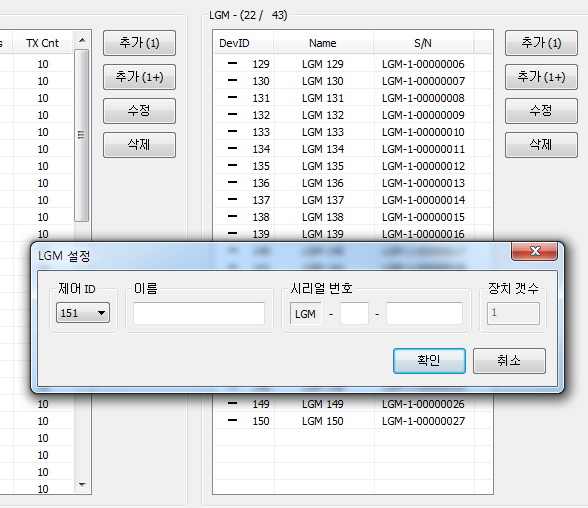 LGM - (22 / 43)
s TX Cnt 추가 (1) DevID Name S/N 추가 (1)
10 129 LGM 129 LGM-1-00000006
10 추가 (1+) 130 LGM 130 LGM-1-00000007 추가 (1+)
10 131 LGM 131 LGM-1-00000008
10 수정 132 LGM 132 LGM-1-00000009 수정
10 133 LGM 133 LGM-1-00000010
10 삭제 134 LGM 134 LGM-1-00000011 삭제
10 135 LGM 135 LGM-1-00000012
10 136 LGM 136 LGM-1-00000013
10 137 LGM 137 LGM-1-00000014
10 138 LGM 138 LGM-1-00000015
10 139 LGM 139 LGM-1-00000016
LGM 설정
제어 ID 이름 시리얼 번호 장치 갯수
151 LGM - - 1
확인 취소
10 149 LGM 149 LGM-1-00000026
10 150 LGM 150 LGM-1-00000027
10
10
10
10